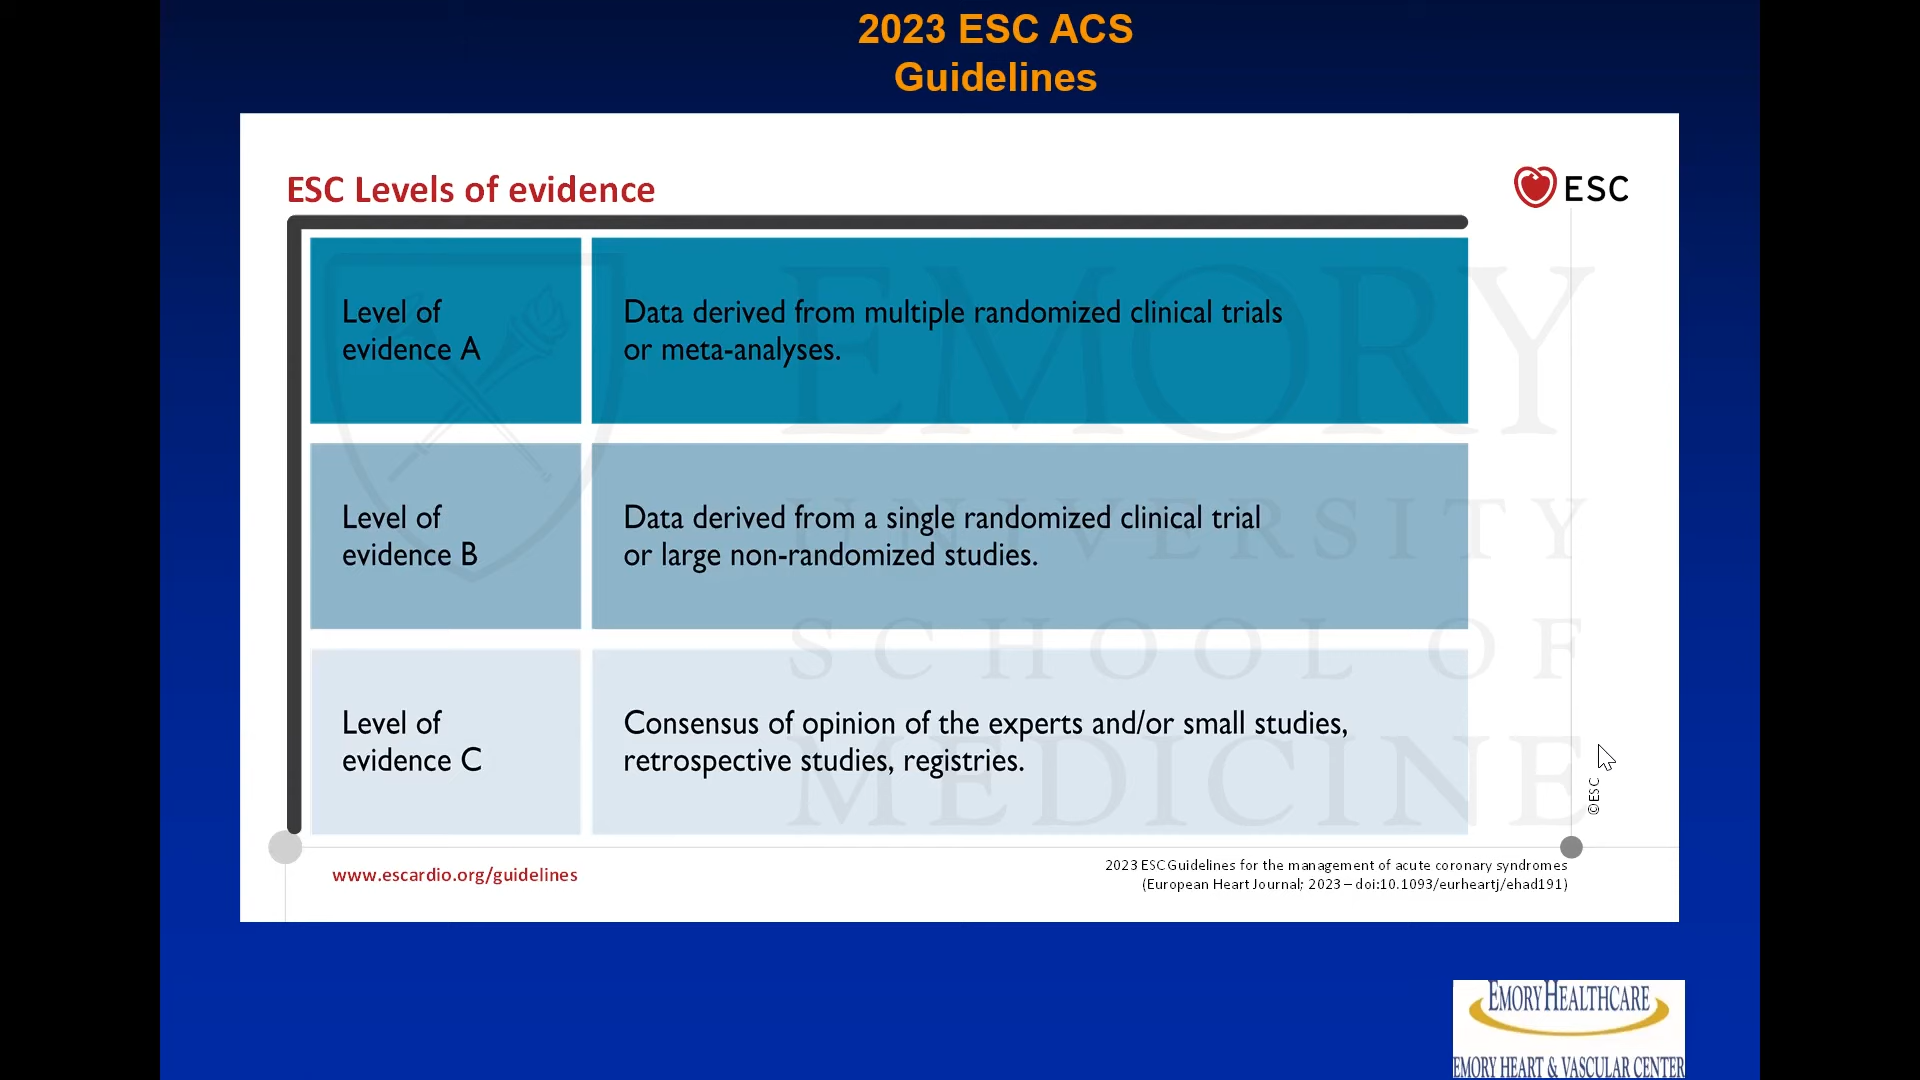 2023 ESC ACS
Guidelines
ESC Levels of evidence
ESC
Level of
evidence A
Data derived from multiple randomized clinical trials
or meta-analyses.
Level of
evidence B
Data derived from a single randomized clinical trial
or large non-randomized studies.
Level of
evidence C
Consensus of opinion of the experts and/or small studies,
retrospective studies, registries.
EMORY
UNIVERSITY
SCHOOL OF
MEDICINE
©ESC
www.escardio.org/guidelines
2023 ESC Guidelines for the management of acute coronary syndromes
(European Heart Journal; 2023 – doi:10.1093/eurheartj/ehad191)
EMORY HEALTHCARE
EMORY HEART & VASCULAR CENTER